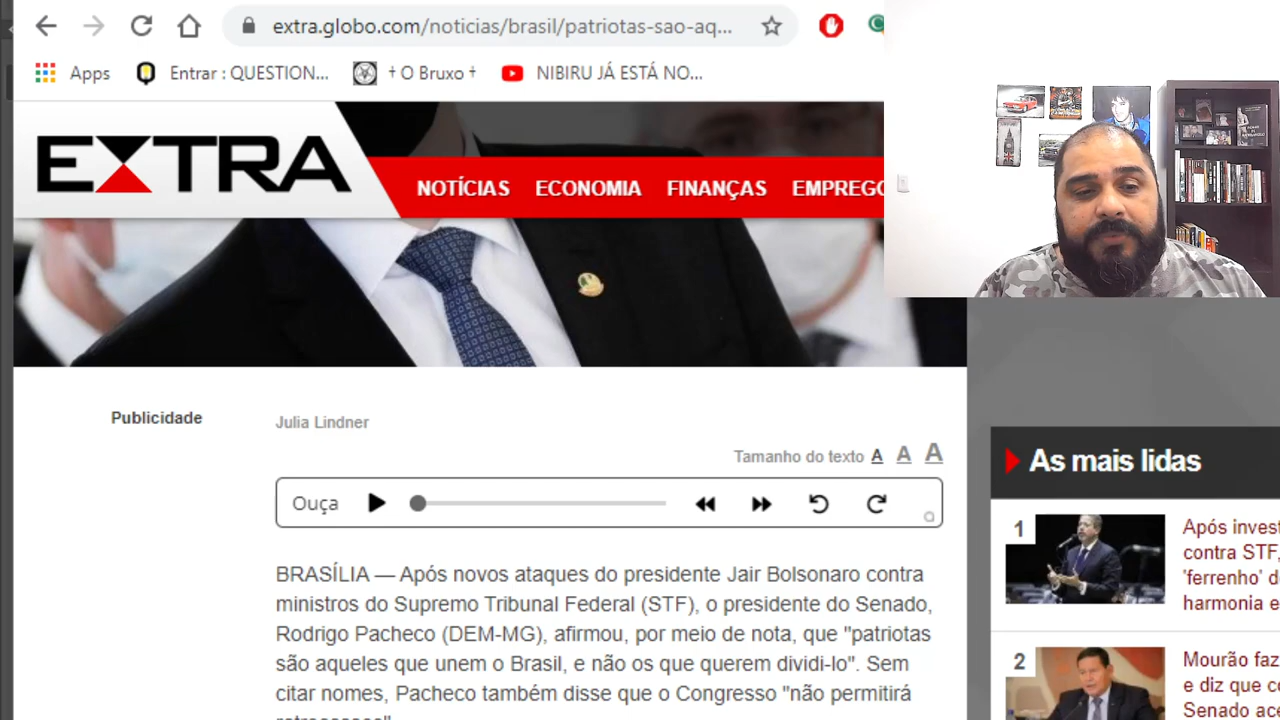 extra.globo.com/noticias/brasil/patriotas-sao-aq...
Apps
Entrar : QUESTION...
† O Bruxo †
NIBIRU JÁ ESTÁ NO...
EXTRA
NOTÍCIAS
ECONOMIA
FINANÇAS
EMPREGO
Publicidade
Julia Lindner
Tamanho do texto A A A
Ouça
BRASÍLIA — Após novos ataques do presidente Jair Bolsonaro contra
ministros do Supremo Tribunal Federal (STF), o presidente do Senado,
Rodrigo Pacheco (DEM-MG), afirmou, por meio de nota, que "patriotas
são aqueles que unem o Brasil, e não os que querem dividi-lo". Sem
citar nomes, Pacheco também disse que o Congresso "não permitirá
retrocessos"
As mais lidas
1
Após invest
contra STF,
'ferrenho' d
harmonia e
2
Mourão faz
e diz que c
Senado ace